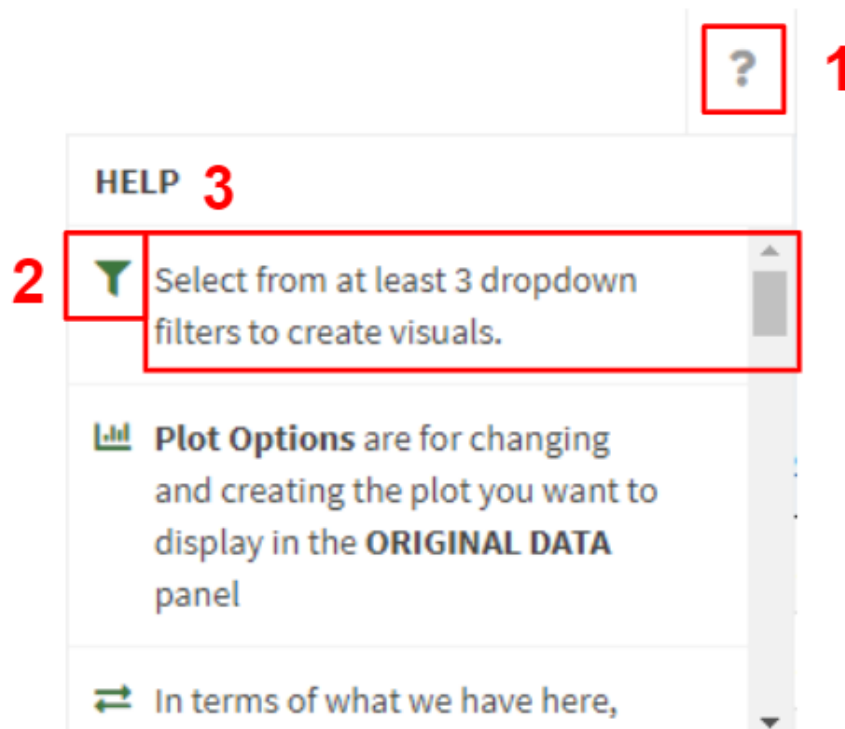 ? 1
HELP 3
2 Select from at least 3 dropdown
filters to create visuals.
Plot Options are for changing
and creating the plot you want to
display in the ORIGINAL DATA
panel
In terms of what we have here,